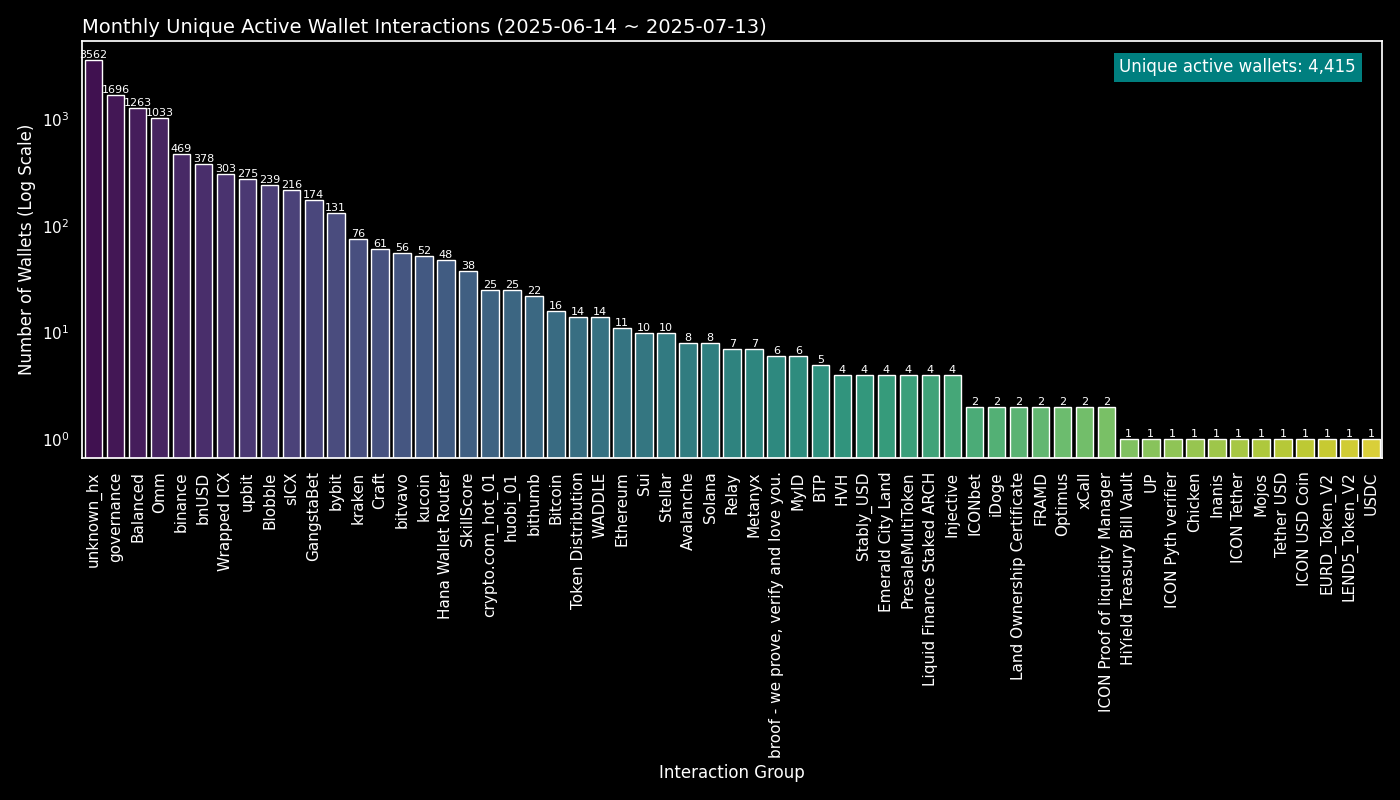 Monthly Unique Active Wallet Interactions (2025-06-14 ~ 2025-07-13)
Unique active wallets: 4,415
Number of Wallets (Log Scale)
10³
10²
10¹
10⁰
3562
1696
1263
1033
469
378
303
275
239
216
174
131
76
61
56
52
48
38
25
25
22
16
14
14
11
10
10
8
8
7
7
6
6
5
4
4
4
4
4
4
2
2
2
2
2
2
2
1
1
1
1
1
1
1
1
1
1
1
1
unknown_hx
governance
Balanced
Omm
binance
bnUSD
Wrapped ICX
upbit
Blobble
sICX
GangstaBet
bybit
kraken
Craft
bitvavo
kucoin
Hana Wallet Router
SkillScore
crypto.com_hot_01
huobi_01
bithumb
Bitcoin
Token Distribution
WADDLE
Ethereum
Sui
Stellar
Avalanche
Solana
Relay
Metanyx
broof - we prove, verify and love you.
MyID
BTP
HVH
Stably_USD
Emerald City Land
PresaleMultiToken
Liquid Finance Staked ARCH
Injective
ICONbet
iDoge
Land Ownership Certificate
FRAMD
Optimus
xCall
ICON Proof of liquidity Manager
HiYield Treasury Bill Vault
UP
ICON Pyth verifier
Chicken
Inanis
ICON Tether
Mojos
Tether USD
ICON USD Coin
EURD_Token_V2
LEND5_Token_V2
USDC
Interaction Group